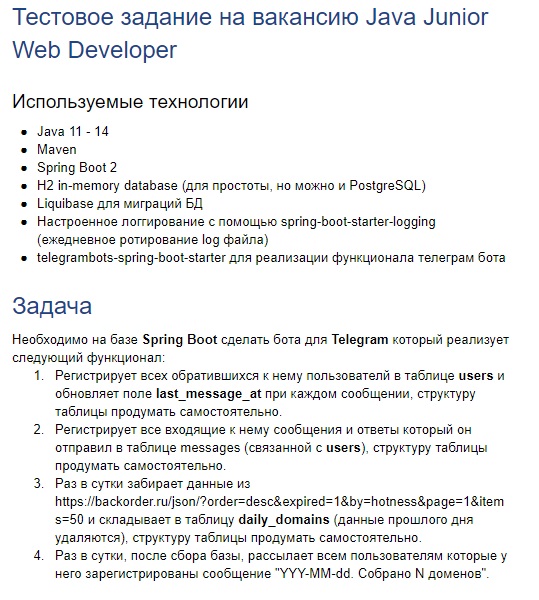 Тестовое задание на вакансию Java Junior
Web Developer
Используемые технологии
● Java 11 - 14
● Maven
● Spring Boot 2
● H2 in-memory database (для простоты, но можно и PostgreSQL)
● Liquibase для миграций БД
● Настроенное логгирование с помощью spring-boot-starter-logging
(ежедневное ротирование log файла)
● telegrambots-spring-boot-starter для реализации функционала телеграм бота
Задача
Необходимо на базе Spring Boot сделать бота для Telegram который реализует
следующий функционал:
1. Регистрирует всех обратившихся к нему пользователй в таблице users и
обновляет поле last_message_at при каждом сообщении, структуру
таблицы продумать самостоятельно.
2. Регистрирует все входящие к нему сообщения и ответы который он
отправил в таблице messages (связанной с users), структуру таблицы
продумать самостоятельно.
3. Раз в сутки забирает данные из
https://backorder.ru/json/?order=desc&expired=1&by=hotness&page=1&item
s=50 и складывает в таблицу daily_domains (данные прошлого дня
удаляются), структуру таблицы продумать самостоятельно.
4. Раз в сутки, после сбора базы, рассылает всем пользователям которые у
него зарегистрированы сообщение "YYY-MM-dd. Собрано N доменов".